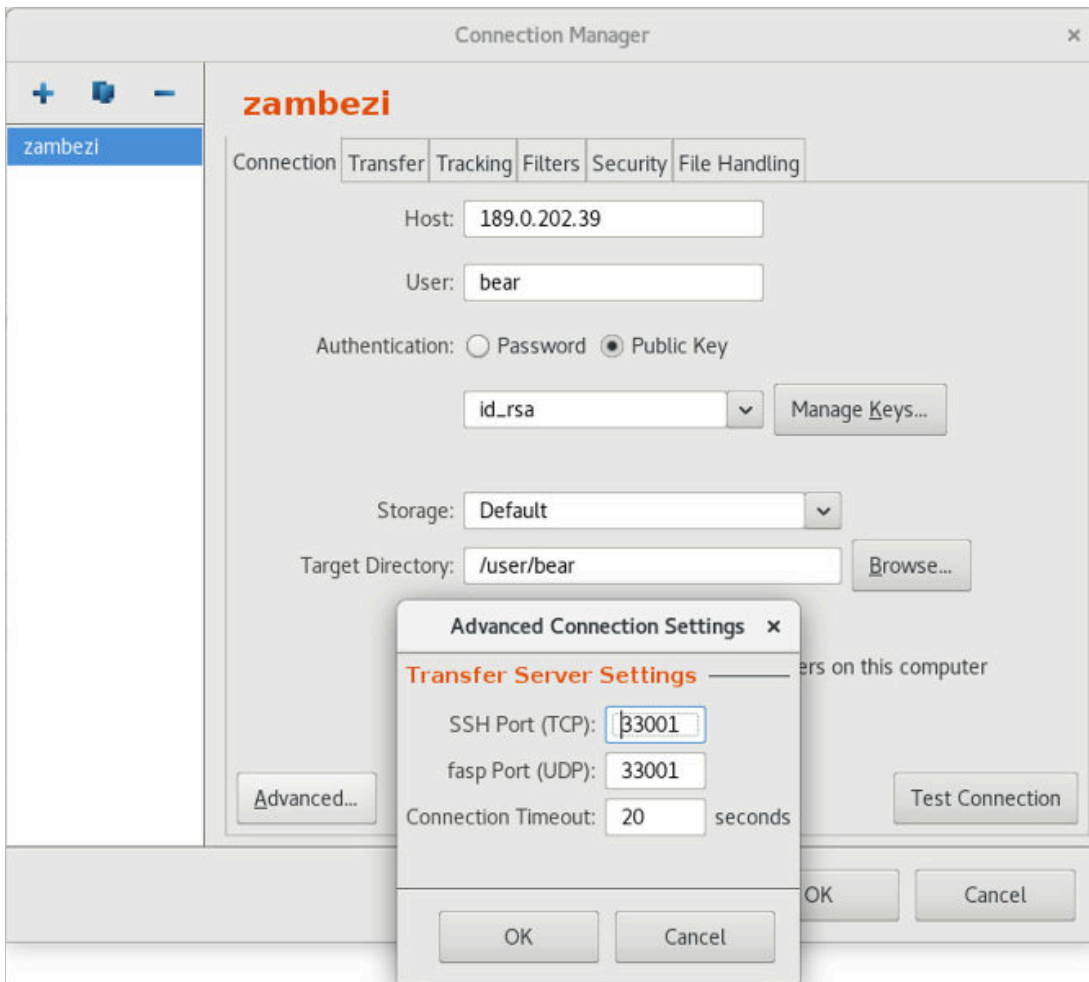 Connection Manager ×
zambezi
zambezi
Connection Transfer Tracking Filters Security File Handling
Host: 189.0.202.39
User: bear
Authentication: Password Public Key
id_rsa Manage Keys...
Storage: Default
Target Directory: /user/bear Browse...
ers on this computer
Advanced... Test Connection
OK Cancel
Advanced Connection Settings ×
Transfer Server Settings
SSH Port (TCP): 33001
fasp Port (UDP): 33001
Connection Timeout: 20 seconds
OK Cancel